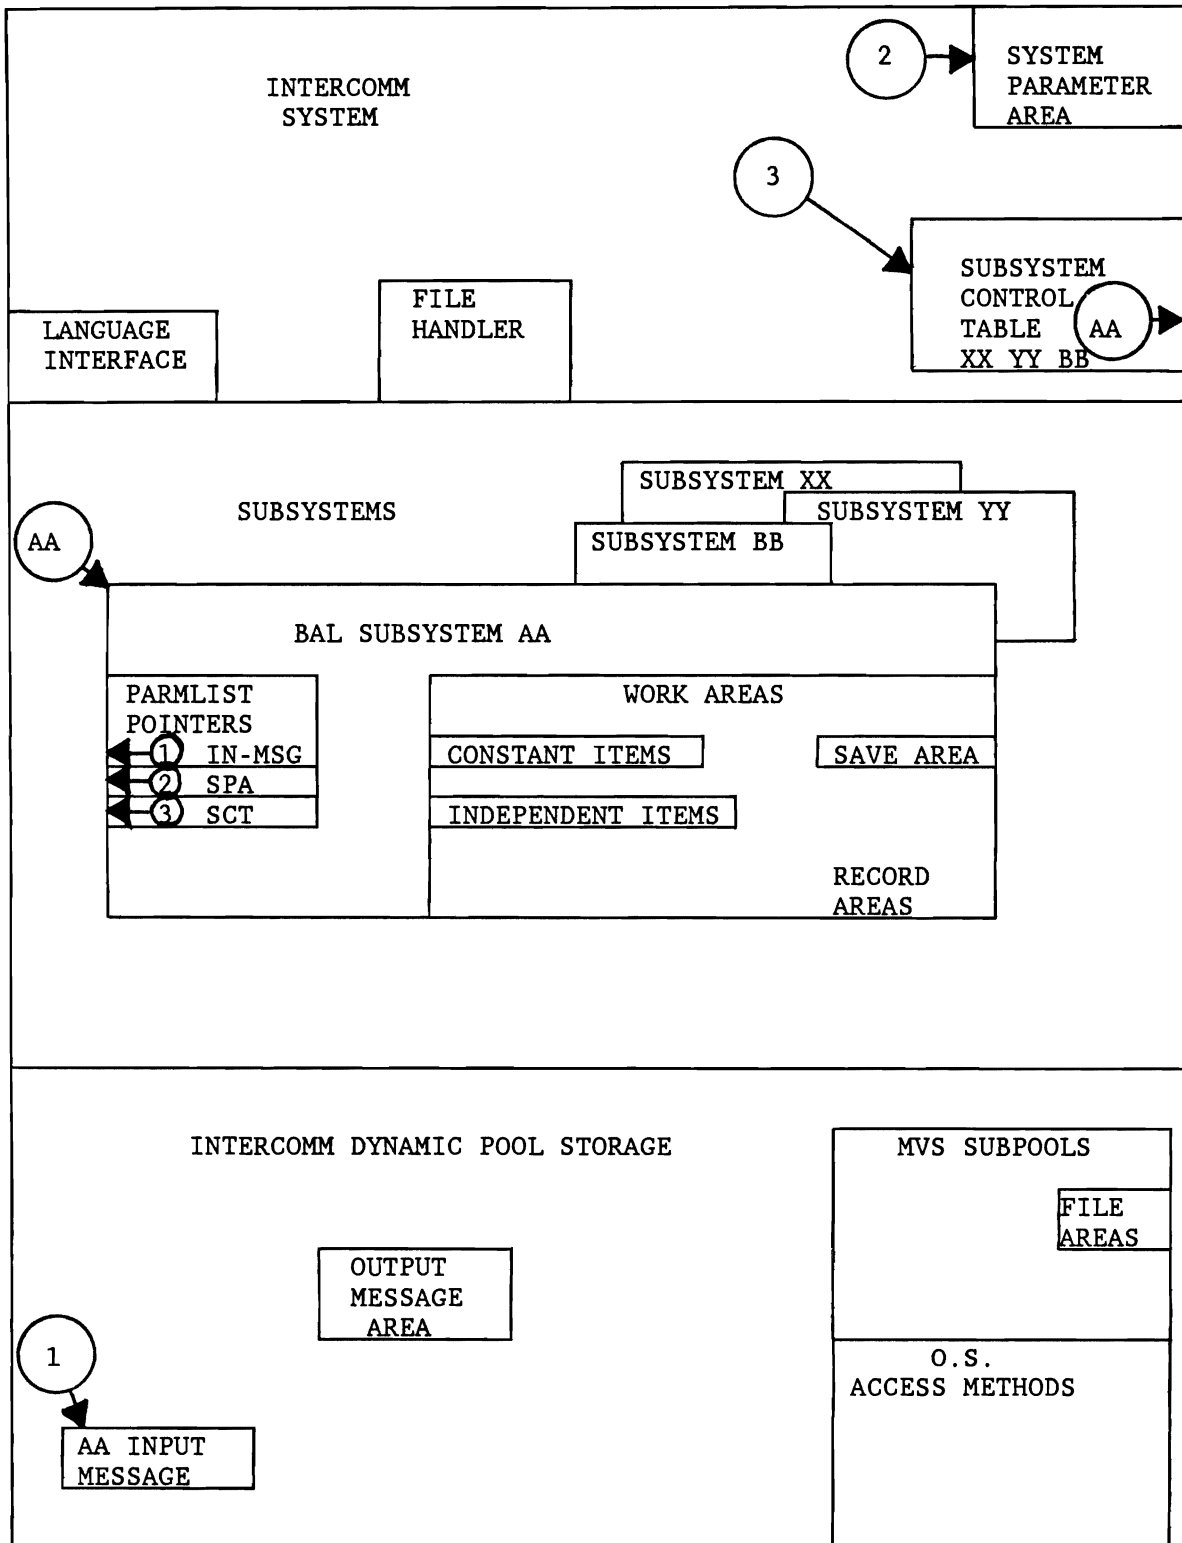 INTERCOMM
SYSTEM
2
SYSTEM
PARAMETER
AREA
3
SUBSYSTEM
CONTROL
TABLE AA
XX YY BB
LANGUAGE
INTERFACE
FILE
HANDLER
SUBSYSTEMS
SUBSYSTEM XX
SUBSYSTEM YY
SUBSYSTEM BB
AA
BAL SUBSYSTEM AA
PARMLIST
POINTERS
1 IN-MSG
2 SPA
3 SCT
WORK AREAS
CONSTANT ITEMS
SAVE AREA
INDEPENDENT ITEMS
RECORD
AREAS
INTERCOMM DYNAMIC POOL STORAGE
MVS SUBPOOLS
FILE
AREAS
OUTPUT
MESSAGE
AREA
O.S.
ACCESS METHODS
1
AA INPUT
MESSAGE